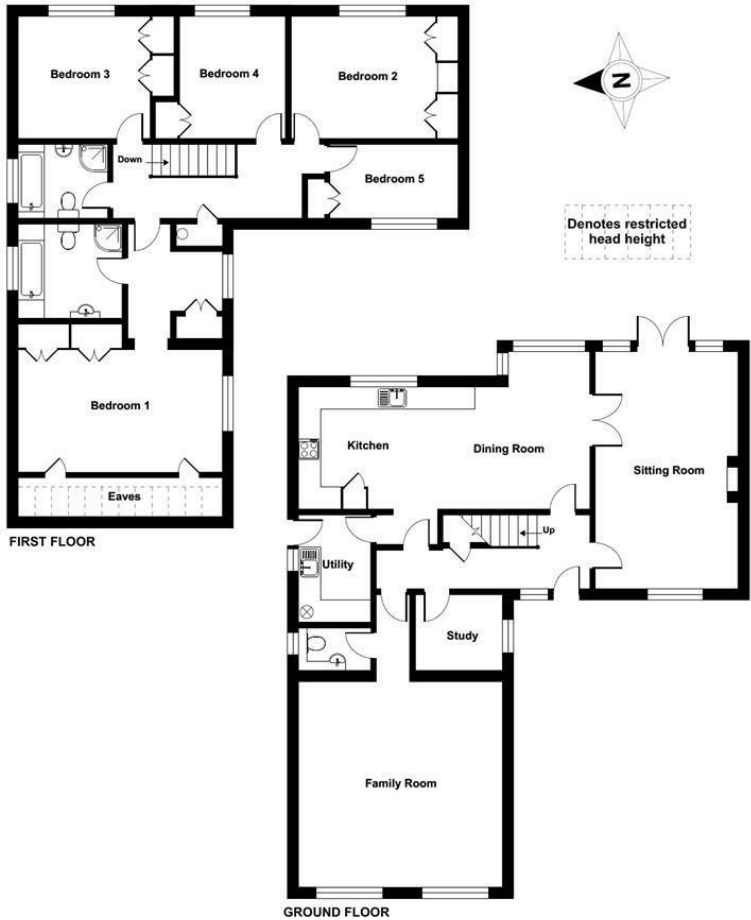 Bedroom 3
Bedroom 4
Bedroom 2
N
Down
Bedroom 5
Denotes restricted
head height
Bedroom 1
Eaves
FIRST FLOOR
Kitchen
Dining Room
Sitting Room
Up
Utility
Study
Family Room
GROUND FLOOR